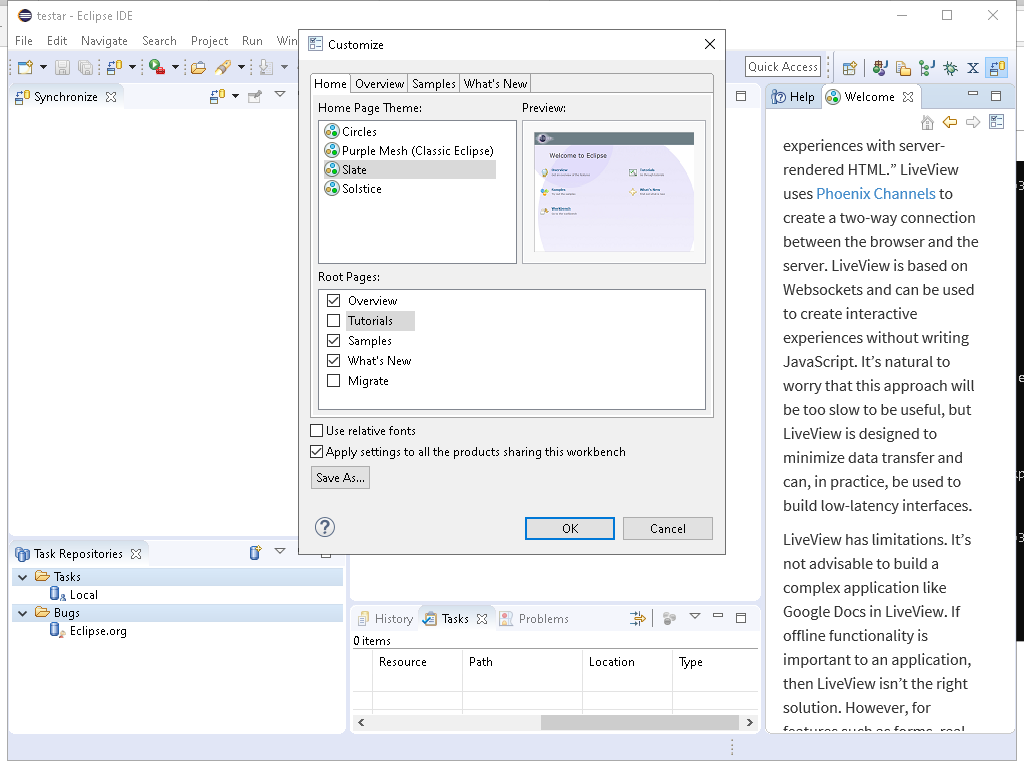 testar - Eclipse IDE
File Edit Navigate Search Project Run Win
Quick Access
Synchronize
Customize
Home Overview Samples What's New
Home Page Theme:
Circles
Purple Mesh (Classic Eclipse)
Slate
Solstice
Preview:
Welcome to Eclipse
Overview
Tutorials
Samples
What's New
Workbench
Root Pages:
Overview
Tutorials
Samples
What's New
Migrate
Use relative fonts
Apply settings to all the products sharing this workbench
Save As...
OK Cancel
Help Welcome
experiences with server-
rendered HTML.” LiveView
uses Phoenix Channels to
create a two-way connection
between the browser and the
server. LiveView is based on
Websockets and can be used
to create interactive
experiences without writing
JavaScript. It’s natural to
worry that this approach will
be too slow to be useful, but
LiveView is designed to
minimize data transfer and
can, in practice, be used to
build low-latency interfaces.
LiveView has limitations. It’s
not advisable to build a
complex application like
Google Docs in LiveView. If
offline functionality is
important to an application,
then LiveView isn’t the right
solution. However, for
features such as forms, real
Task Repositories
Tasks
Local
Bugs
Eclipse.org
History Tasks Problems
0 items
Resource Path Location Type